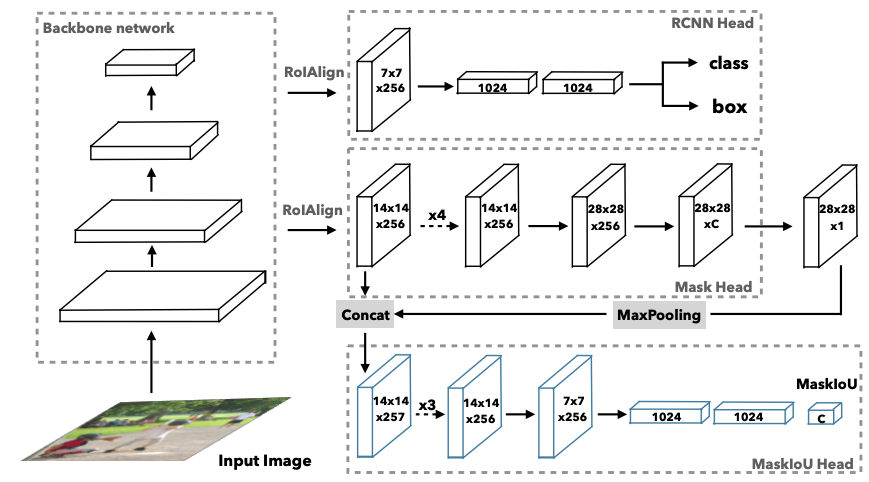 Backbone network
RCNN Head
RoIAlign
7x7
x256
1024
1024
class
box
RoIAlign
14x14
x256
x4
14x14
x256
28x28
x256
28x28
xC
28x28
x1
Mask Head
Concat
MaxPooling
14x14
x257
x3
14x14
x256
7x7
x256
1024
1024
MaskIoU
C
MaskIoU Head
Input Image